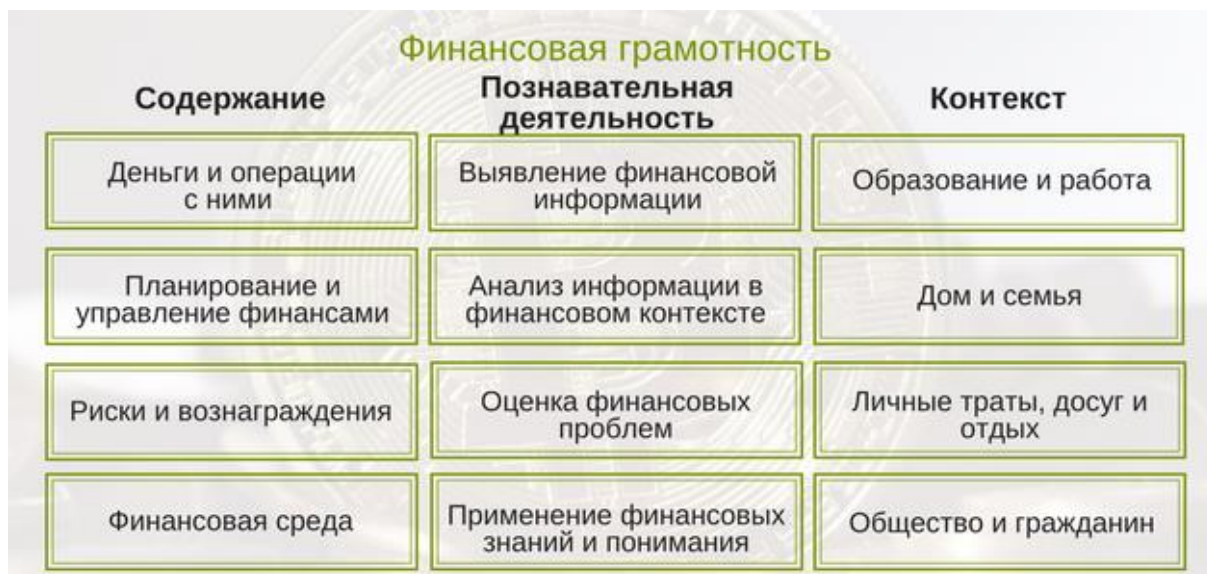 Финансовая грамотность
Содержание
Познавательная
деятельность
Контекст
Деньги и операции
с ними
Выявление финансовой
информации
Образование и работа
Планирование и
управление финансами
Анализ информации в
финансовом контексте
Дом и семья
Риски и вознаграждения
Оценка финансовых
проблем
Личные траты, досуг и
отдых
Финансовая среда
Применение финансовых
знаний и понимания
Общество и гражданин